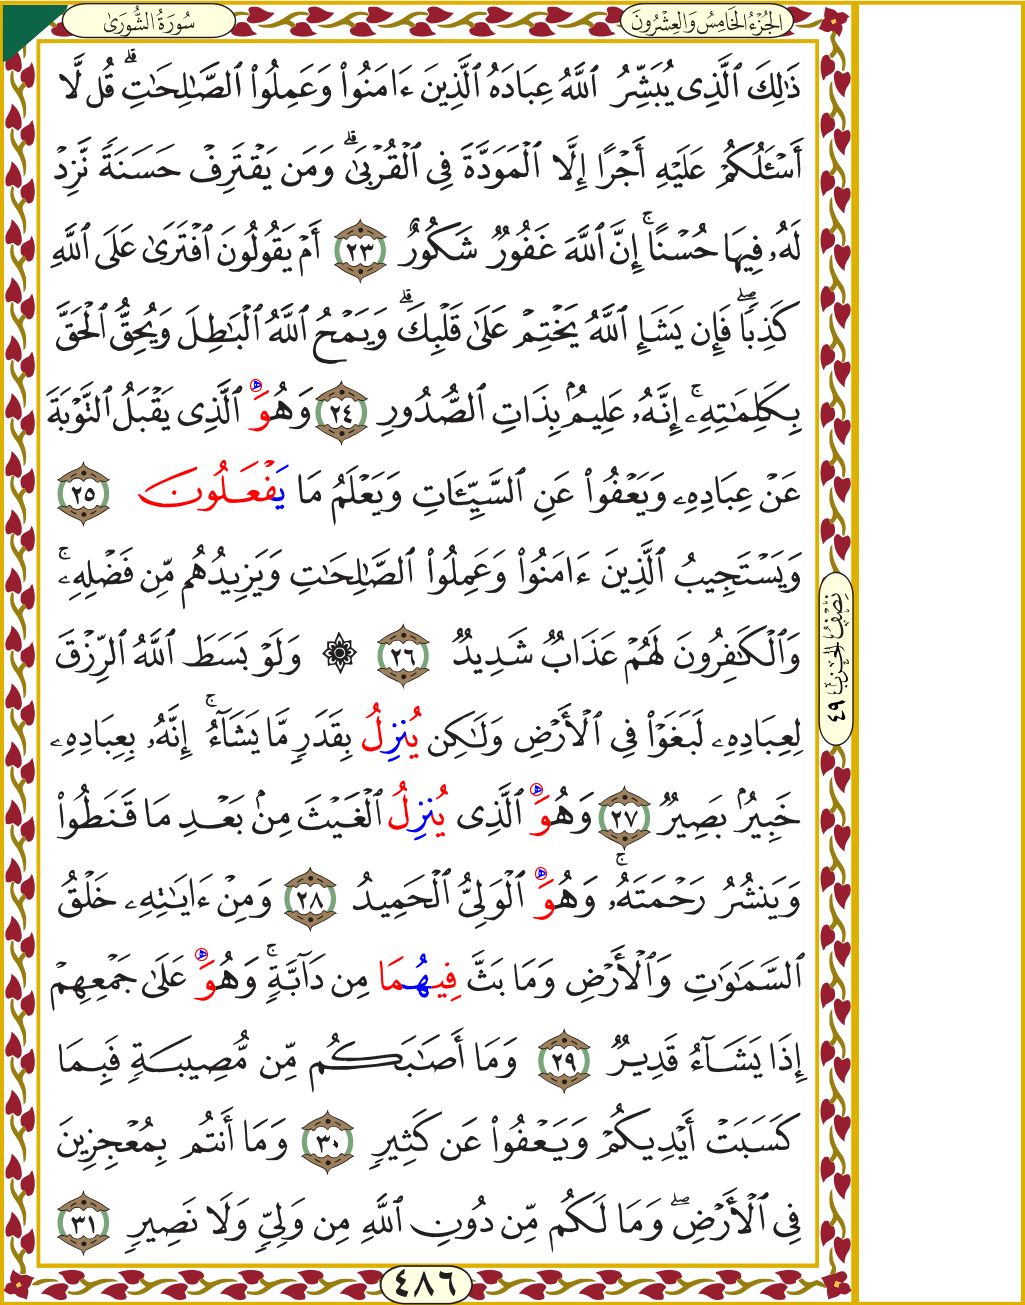 الجُزْءُ الخَامِسُ وَالعِشْرُونَ
سُورَةُ الشُّورَىٰ
ذَٰلِكَ ٱلَّذِى يُبَشِّرُ ٱللَّهُ عِبَادَهُ ٱلَّذِينَ ءَامَنُوا۟ وَعَمِلُوا۟ ٱلصَّـٰلِحَـٰتِ ۗ قُل لَّا
أَسْـَٔلُكُمْ عَلَيْهِ أَجْرًا إِلَّا ٱلْمَوَدَّةَ فِى ٱلْقُرْبَىٰ ۗ وَمَن يَقْتَرِفْ حَسَنَةً نَّزِدْ
لَهُۥ فِيهَا حُسْنًا ۚ إِنَّ ٱللَّهَ غَفُورٌ شَكُورٌ ٢٣ أَمْ يَقُولُونَ ٱفْتَرَىٰ عَلَى ٱللَّهِ
كَذِبًا ۖ فَإِن يَشَإِ ٱللَّهُ يَخْتِمْ عَلَىٰ قَلْبِكَ ۗ وَيَمْحُ ٱللَّهُ ٱلْبَـٰطِلَ وَيُحِقُّ ٱلْحَقَّ
بِكَلِمَـٰتِهِۦٓ ۚ إِنَّهُۥ عَلِيمٌۢ بِذَاتِ ٱلصُّدُورِ ٢٤ وَهُوَ ٱلَّذِى يَقْبَلُ ٱلتَّوْبَةَ
عَنْ عِبَادِهِۦ وَيَعْفُوا۟ عَنِ ٱلسَّيِّـَٔاتِ وَيَعْلَمُ مَا يَفْعَلُونَ ٢٥
وَيَسْتَجِيبُ ٱلَّذِينَ ءَامَنُوا۟ وَعَمِلُوا۟ ٱلصَّـٰلِحَـٰتِ وَيَزِيدُهُم مِّن فَضْلِهِۦ ۚ
وَٱلْكَـٰفِرُونَ لَهُمْ عَذَابٌ شَدِيدٌ ٢٦ ۞ وَلَوْ بَسَطَ ٱللَّهُ ٱلرِّزْقَ
لِعِبَادِهِۦ لَبَغَوْا۟ فِى ٱلْأَرْضِ وَلَـٰكِن يُنزِلُ بِقَدَرٍ مَّا يَشَآءُ ۚ إِنَّهُۥ بِعِبَادِهِۦ
خَبِيرٌۢ بَصِيرٌ ٢٧ وَهُوَ ٱلَّذِى يُنزِلُ ٱلْغَيْثَ مِنۢ بَعْدِ مَا قَنَطُوا۟
وَيَنشُرُ رَحْمَتَهُۥ ۚ وَهُوَ ٱلْوَلِىُّ ٱلْحَمِيدُ ٢٨ وَمِنْ ءَايَـٰتِهِۦ خَلْقُ
ٱلسَّمَـٰوَٰتِ وَٱلْأَرْضِ وَمَا بَثَّ فِيهُمَا مِن دَآبَّةٍ ۚ وَهُوَ عَلَىٰ جَمْعِهِمْ
إِذَا يَشَآءُ قَدِيرٌ ٢٩ وَمَا أَصَـٰبَكُم مِّن مُّصِيبَةٍ فَبِمَا
كَسَبَتْ أَيْدِيكُمْ وَيَعْفُوا۟ عَن كَثِيرٍ ٣٠ وَمَا أَنتُم بِمُعْجِزِينَ
فِى ٱلْأَرْضِ ۖ وَمَا لَكُم مِّن دُونِ ٱللَّهِ مِن وَلِىٍّ وَلَا نَصِيرٍ ٣١
نِصْفُ الحِزْبِ ٤٩
٤٨٦